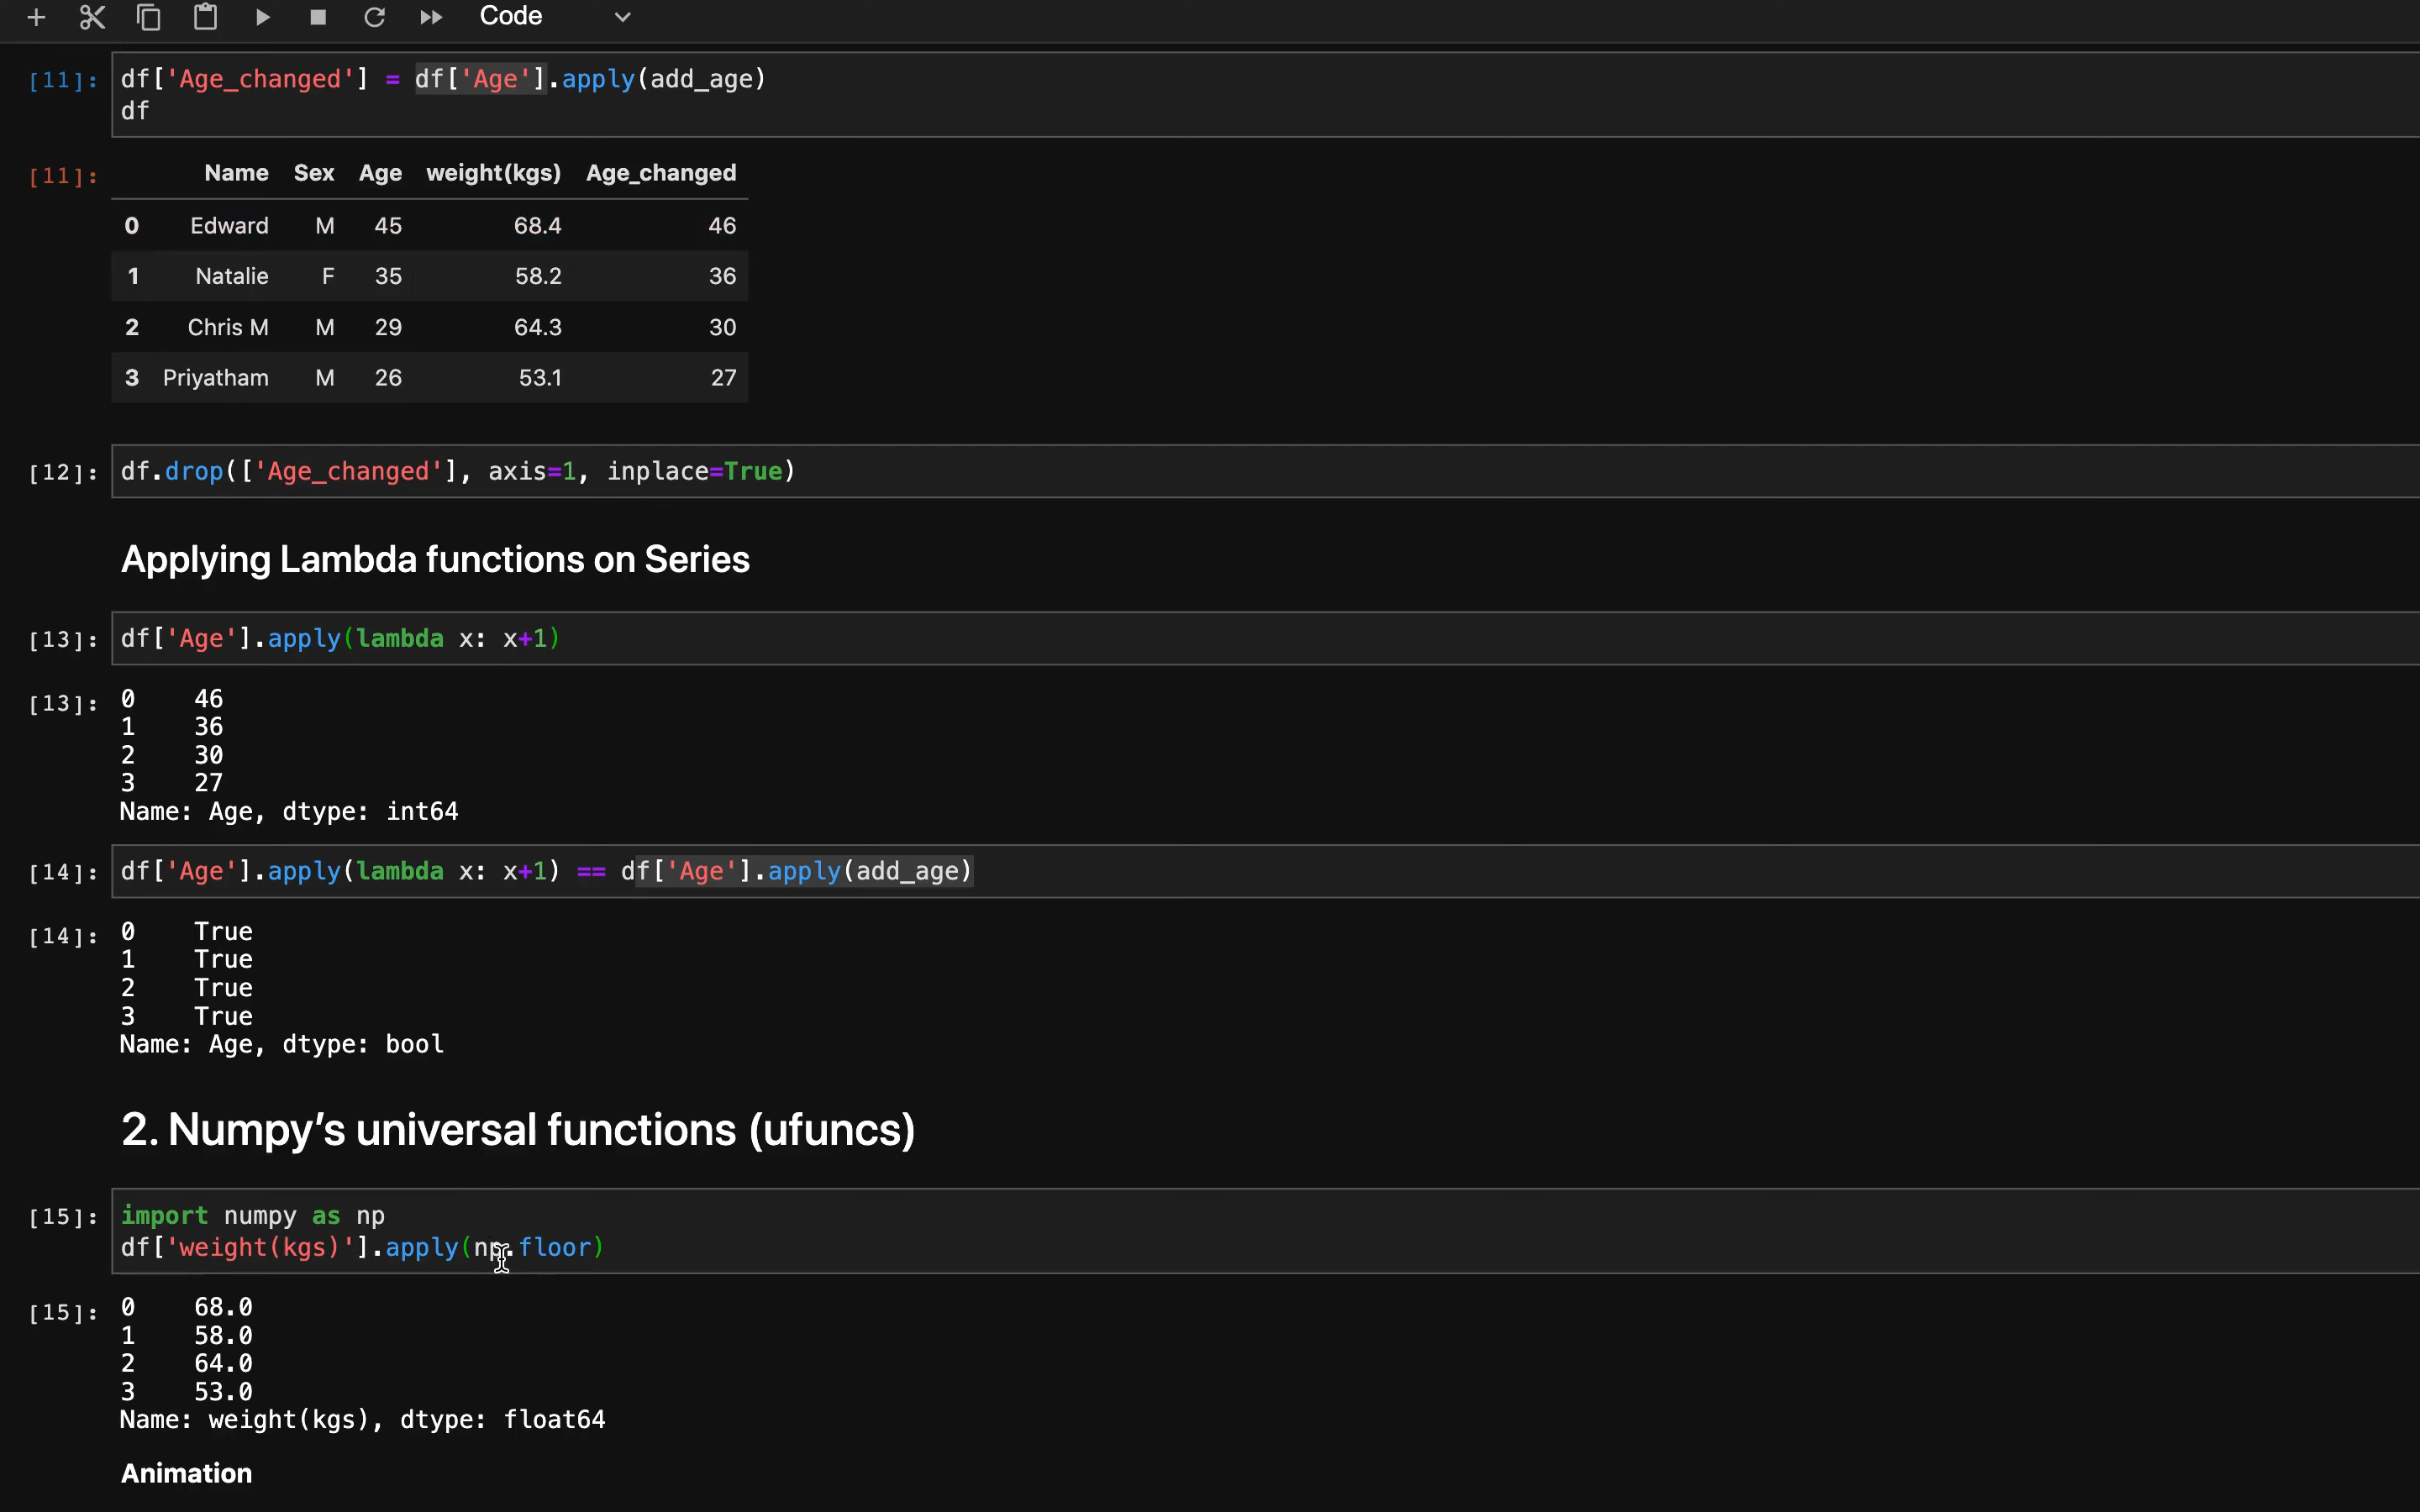 Code
[11]: df['Age_changed'] = df['Age'].apply(add_age)
df
[11]: Name Sex Age weight(kgs) Age_changed
0 Edward M 45 68.4 46
1 Natalie F 35 58.2 36
2 Chris M M 29 64.3 30
3 Priyatham M 26 53.1 27
[12]: df.drop(['Age_changed'], axis=1, inplace=True)
Applying Lambda functions on Series
[13]: df['Age'].apply(lambda x: x+1)
[13]: 0 46
1 36
2 30
3 27
Name: Age, dtype: int64
[14]: df['Age'].apply(lambda x: x+1) == df['Age'].apply(add_age)
[14]: 0 True
1 True
2 True
3 True
Name: Age, dtype: bool
2. Numpy’s universal functions (ufuncs)
[15]: import numpy as np
df['weight(kgs)'].apply(np.floor)
[15]: 0 68.0
1 58.0
2 64.0
3 53.0
Name: weight(kgs), dtype: float64
Animation